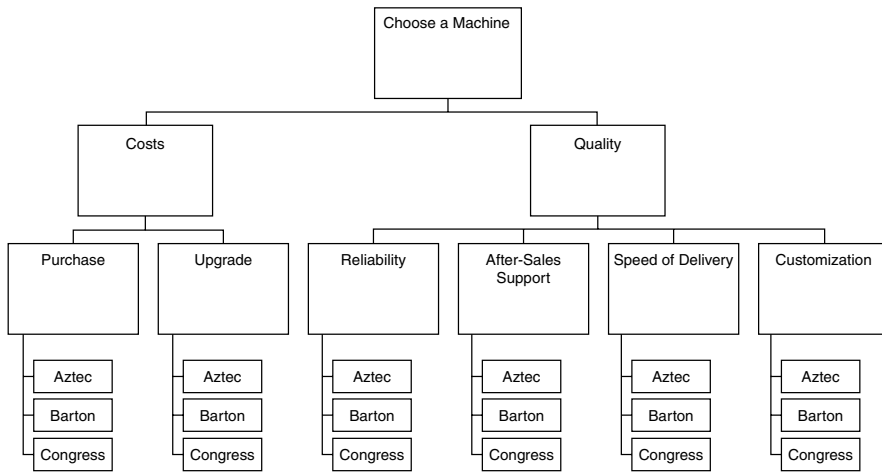 Choose a Machine
Costs
Quality
Purchase
Upgrade
Reliability
After-Sales
Support
Speed of Delivery
Customization
Aztec
Aztec
Aztec
Aztec
Aztec
Aztec
Barton
Barton
Barton
Barton
Barton
Barton
Congress
Congress
Congress
Congress
Congress
Congress